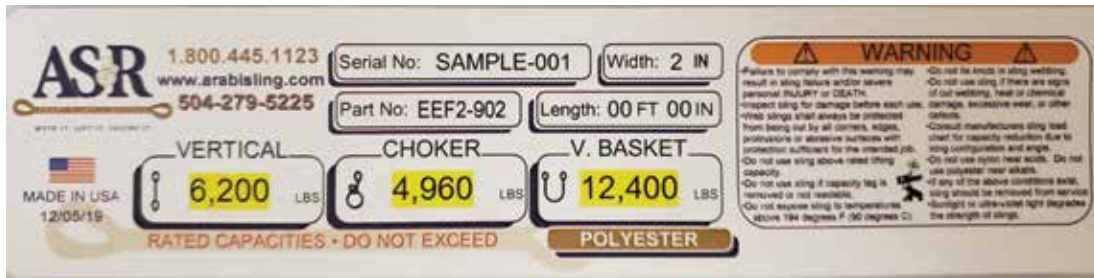 ASR
1.800.445.1123
www.arabisling.com
504-279-5225
Serial No: SAMPLE-001
Width: 2 IN
Part No: EEF2-902
Length: 00 FT 00 IN
MADE IN USA
12/05/19
VERTICAL
6,200 LBS
CHOKER
4,960 LBS
V. BASKET
12,400 LBS
RATED CAPACITIES • DO NOT EXCEED
POLYESTER
WARNING
•Failure to comply with this warning may
result in sling failure and/or severe
personal INJURY or DEATH.
•Inspect sling for damage before each use.
•Web slings shall always be protected
from being cut by all corners, edges,
protrusions or abrasive surfaces with
protection sufficient for the intended job.
•Do not use sling above rated lifting
capacity.
•Do not use sling if capacity tag is
removed or not readable.
•Do not expose sling to temperatures
above 194 degrees F (90 degrees C)
•Do not tie knots in sling webbing.
•Do not use sling if there are signs
of cut webbing, heat or chemical
damage, excessive wear, or other
defects.
•Consult manufacturers sling load
chart for capacity reduction due to
sling configuration and angle.
•Do not use nylon near acids. Do not
use polyester near alkalis.
•If any of the above conditions exist,
sling should be removed from service
•Sunlight or ultra-violet light degrades
the strength of slings.